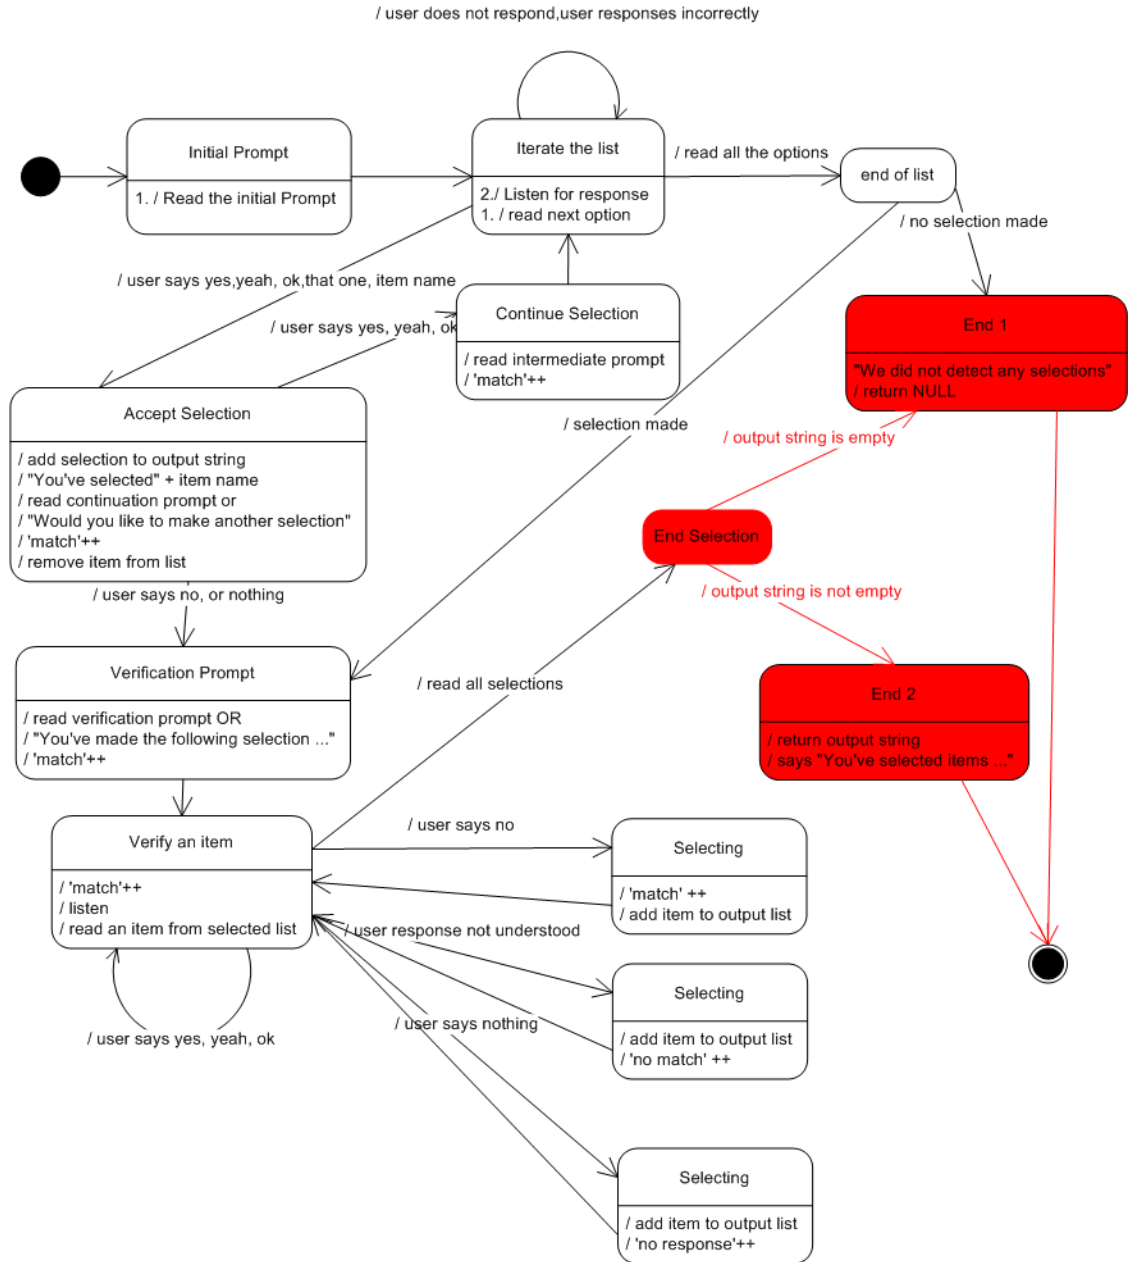 / user does not respond,user responses incorrectly
Initial Prompt
1. / Read the initial Prompt
Iterate the list
2./ Listen for response
1. / read next option
/ read all the options
end of list
/ no selection made
/ user says yes,yeah, ok,that one, item name
/ user says yes, yeah, ok
Continue Selection
/ read intermediate prompt
/ 'match'++
End 1
"We did not detect any selections"
/ return NULL
Accept Selection
/ add selection to output string
/ "You've selected" + item name
/ read continuation prompt or
/ "Would you like to make another selection"
/ 'match'++
/ remove item from list
/ selection made
/ output string is empty
End Selection
/ output string is not empty
/ user says no, or nothing
Verification Prompt
/ read verification prompt OR
/ "You've made the following selection ..."
/ 'match'++
/ read all selections
End 2
/ return output string
/ says "You've selected items ..."
Verify an item
/ 'match'++
/ listen
/ read an item from selected list
/ user says no
Selecting
/ 'match' ++
/ add item to output list
/ user response not understood
Selecting
/ add item to output list
/ 'no match' ++
/ user says nothing
/ user says yes, yeah, ok
Selecting
/ add item to output list
/ 'no response'++